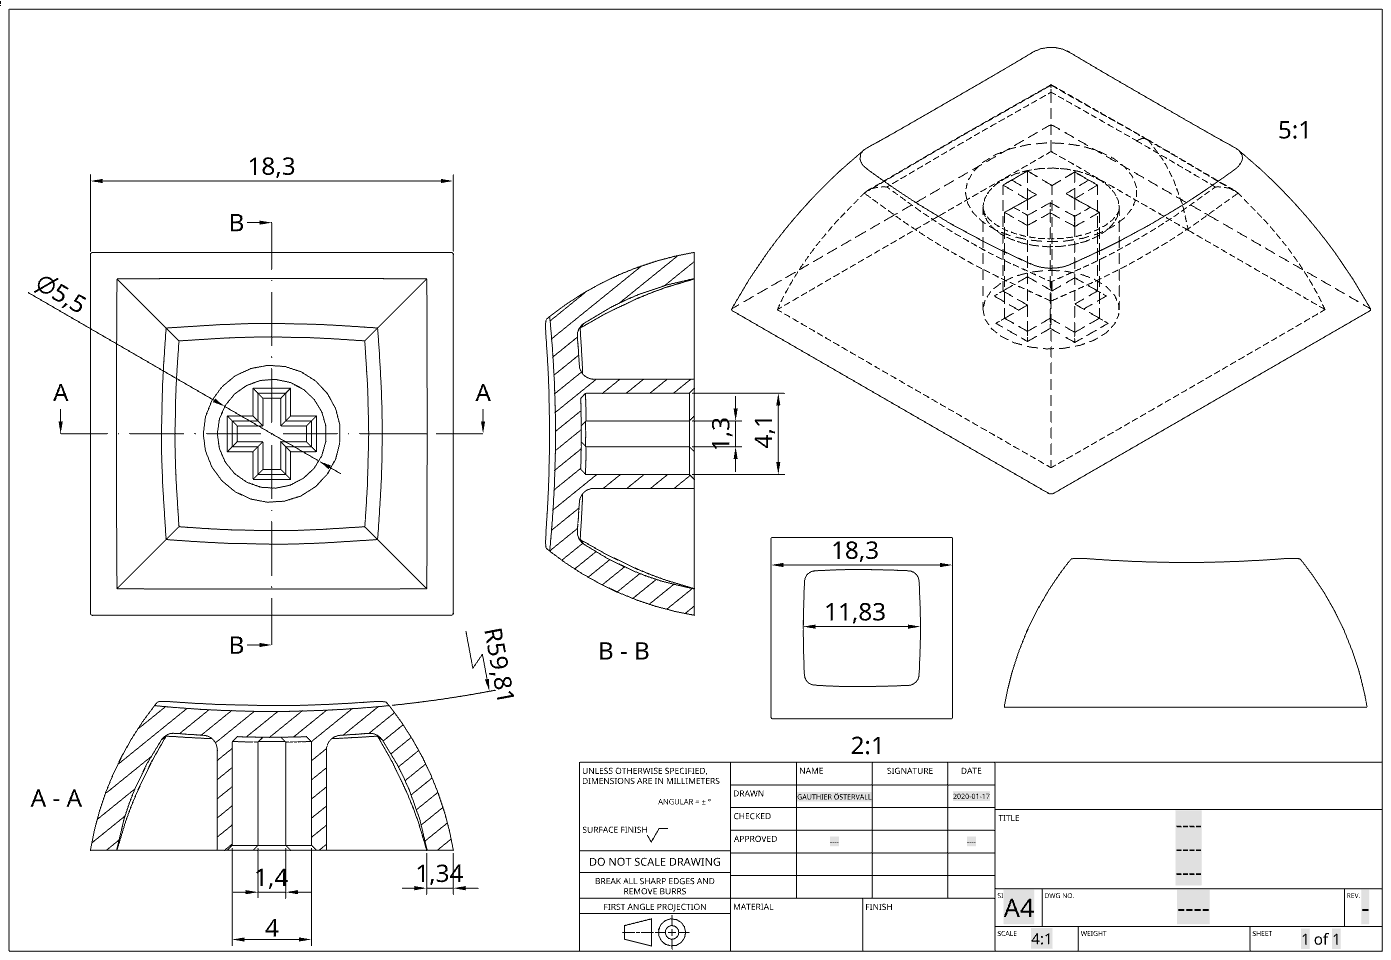 5:1
18,3
B
Ø5,5
A
A
1,3
4,1
18,3
11,83
B
B - B
R59,81
2:1
A - A
1,4
1,34
4
UNLESS OTHERWISE SPECIFIED,
DIMENSIONS ARE IN MILLIMETERS
ANGULAR = ± °
SURFACE FINISH
DO NOT SCALE DRAWING
BREAK ALL SHARP EDGES AND
REMOVE BURRS
FIRST ANGLE PROJECTION
NAME
SIGNATURE
DATE
DRAWN
GAUTHIER ÖSTERVALL
2020-01-17
CHECKED
APPROVED
----
----
MATERIAL
FINISH
TITLE
----
----
----
SI
A4
DWG NO.
----
REV.
-
SCALE
4:1
WEIGHT
SHEET
1 of 1